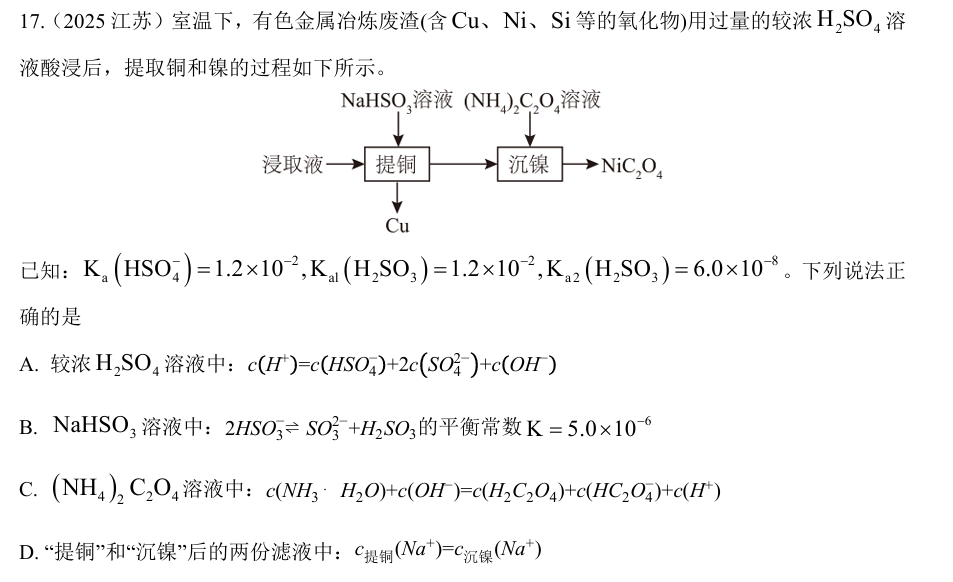 17.（2025 江苏）室温下，有色金属冶炼废渣(含 Cu、Ni、Si 等的氧化物)用过量的较浓 H₂SO₄ 溶
液酸浸后，提取铜和镍的过程如下所示。
NaHSO₃溶液 (NH₄)₂C₂O₄溶液
浸取液 提铜 沉镍 NiC₂O₄
Cu
已知：Kₐ(HSO₄⁻)=1.2×10⁻²,Kₐₗ(H₂SO₃)=1.2×10⁻²,Kₐ₂(H₂SO₃)=6.0×10⁻⁸。下列说法正
确的是
A. 较浓 H₂SO₄ 溶液中：c(H⁺)=c(HSO₄⁻)+2c(SO₄²⁻)+c(OH⁻)
B. NaHSO₃ 溶液中：2HSO₃⁻⇌ SO₃²⁻+H₂SO₃的平衡常数 K = 5.0×10⁻⁶
C. (NH₄)₂C₂O₄ 溶液中：c(NH₃· H₂O)+c(OH⁻)=c(H₂C₂O₄)+c(HC₂O₄⁻)+c(H⁺)
D. “提铜”和“沉镍”后的两份滤液中：c提铜(Na⁺)=c沉镍(Na⁺)